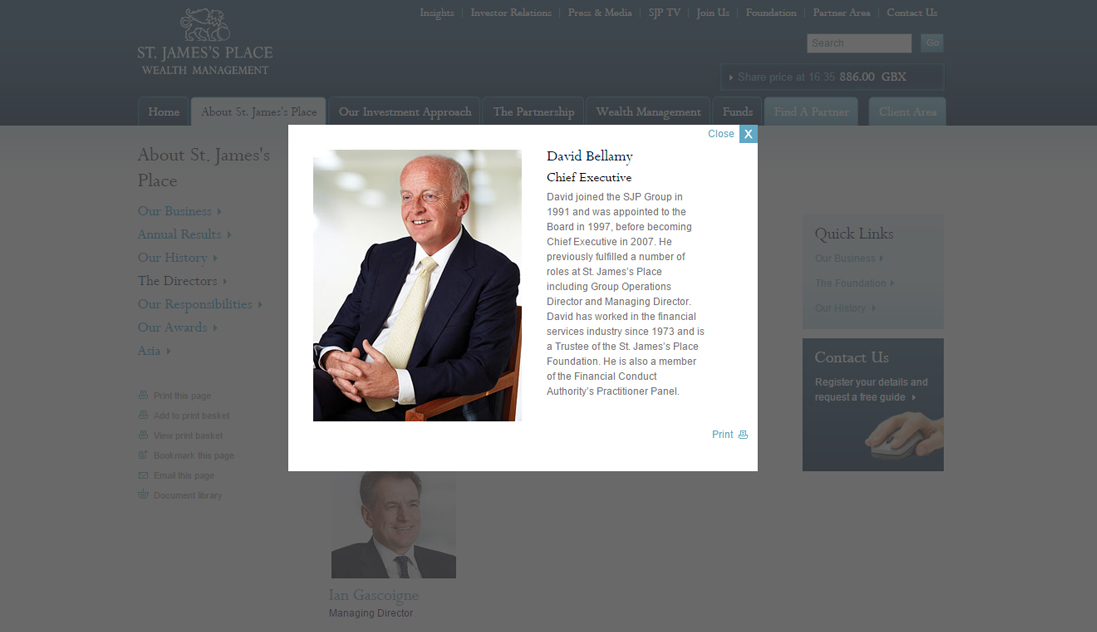 Insights
Investor Relations
Press & Media
SJP TV
Join Us
Foundation
Partner Area
Contact Us
ST. JAMES'S PLACE
WEALTH MANAGEMENT
Search
Go
Share price at 16:35 886.00 GBX
Home
About St. James's Place
Our Investment Approach
The Partnership
Wealth Management
Funds
Find A Partner
Client Area
About St. James's
Place
Our Business
Annual Results
Our History
The Directors
Our Responsibilities
Our Awards
Asia
Print this page
Add to print basket
View print basket
Bookmark this page
Email this page
Document library
Close X
David Bellamy
Chief Executive
David joined the SJP Group in
1991 and was appointed to the
Board in 1997, before becoming
Chief Executive in 2007. He
previously fulfilled a number of
roles at St. James's Place
including Group Operations
Director and Managing Director.
David has worked in the financial
services industry since 1973 and is
a Trustee of the St. James's Place
Foundation. He is also a member
of the Financial Conduct
Authority's Practitioner Panel.
Print
Ian Gascoigne
Managing Director
Quick Links
Our Business
The Foundation
Our History
Contact Us
Register your details and
request a free guide